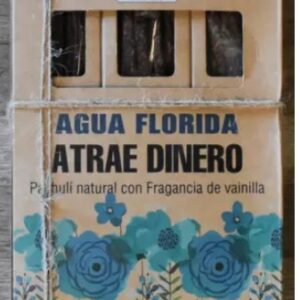 AGUA FLORIDA
ATRAE DINERO
natural con Fragancia de vainilla